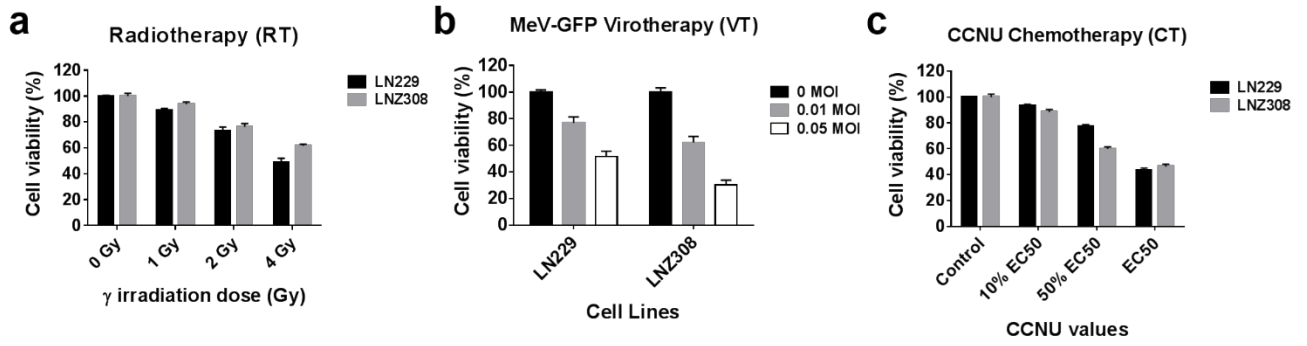 a
Radiotherapy (RT)
Cell viability (%)
120
100
80
60
40
20
0
0 Gy
1 Gy
2 Gy
4 Gy
γ irradiation dose (Gy)
LN229
LNZ308
b
MeV-GFP Virotherapy (VT)
Cell viability (%)
120
100
80
60
40
20
0
LN229
LNZ308
Cell Lines
0 MOI
0.01 MOI
0.05 MOI
c
CCNU Chemotherapy (CT)
Cell viability (%)
120
100
80
60
40
20
0
Control
10% EC50
50% EC50
EC50
CCNU values
LN229
LNZ308